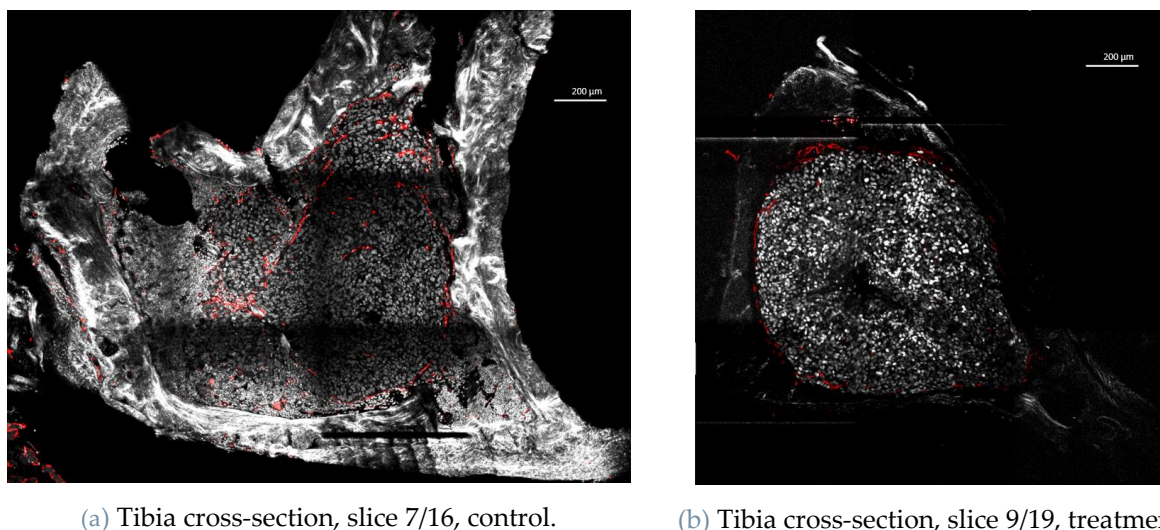 200 µm
200 µm
(a) Tibia cross-section, slice 7/16, control.
(b) Tibia cross-section, slice 9/19, treatme